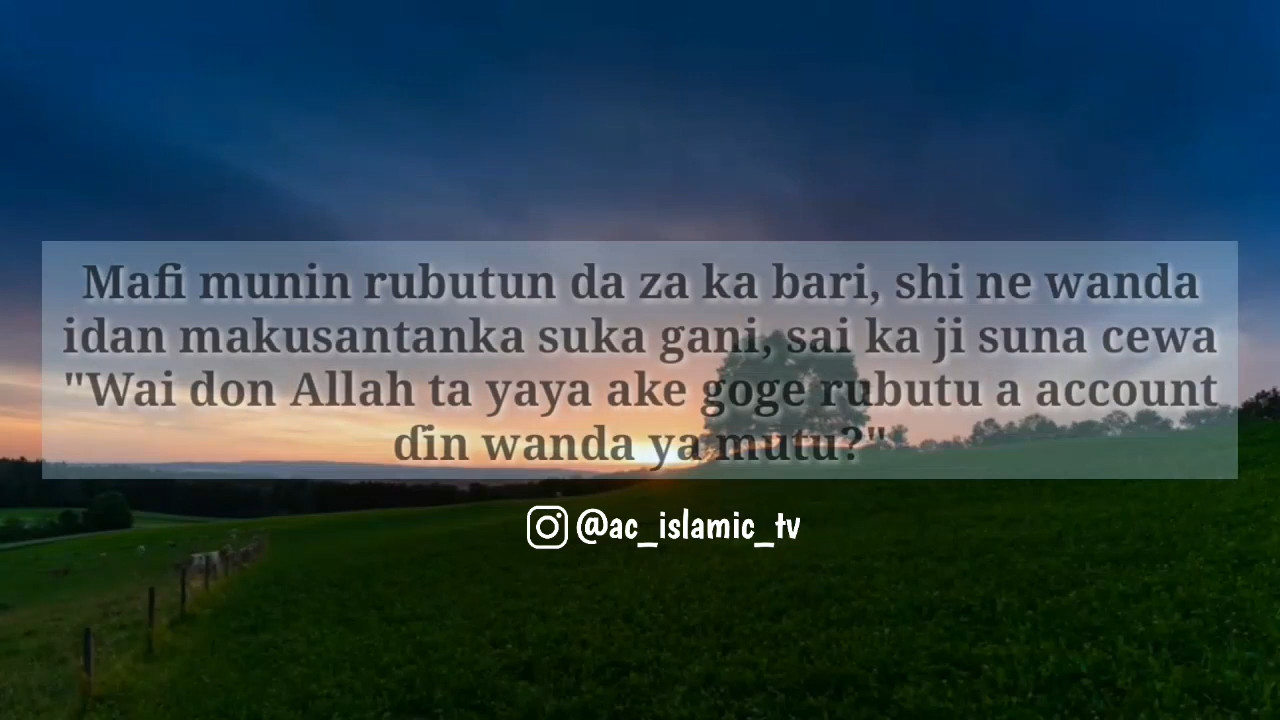 Mafi munin rubutun da za ka bari, shi ne wanda
idan makusantanka suka gani, sai ka ji suna cewa
"Wai don Allah ta yaya ake goge rubutu a account
ɗin wanda ya mutu?"
@ac_islamic_tv